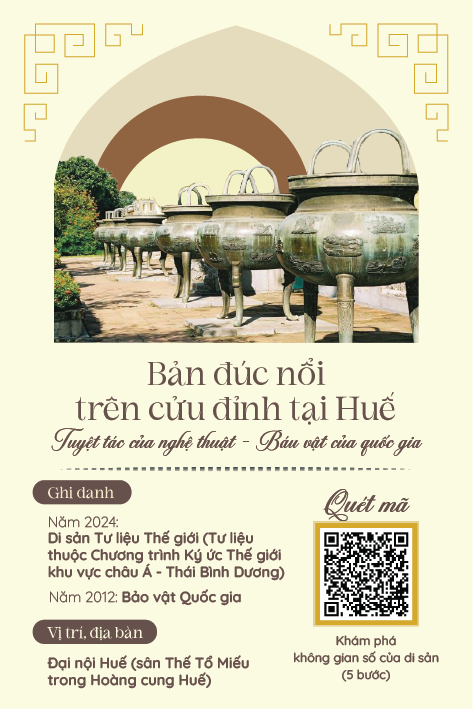 Bản đúc nổi
trên cửu đỉnh tại Huế
Tuyệt tác của nghệ thuật - Báu vật của quốc gia
Ghi danh
Năm 2024:
Di sản Tư liệu Thế giới (Tư liệu
thuộc Chương trình Ký ức Thế giới
khu vực châu Á - Thái Bình Dương)
Năm 2012: Bảo vật Quốc gia
Vị trí, địa bàn
Đại nội Huế (sân Thế Tổ Miếu
trong Hoàng cung Huế)
Quét mã
Khám phá
không gian số của di sản
(5 bước)